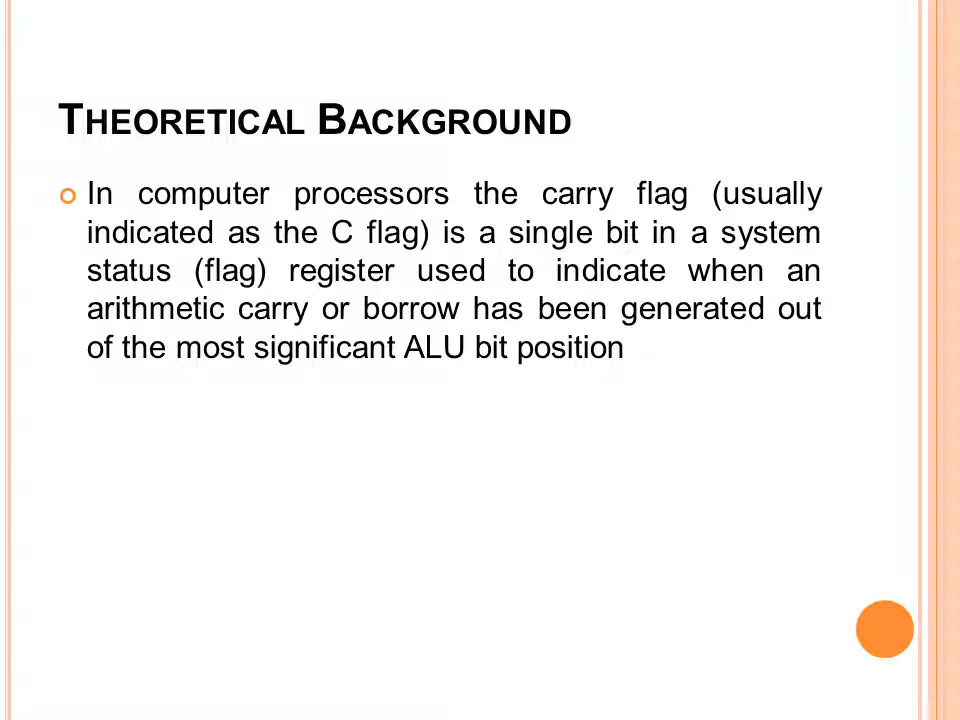 THEORETICAL BACKGROUND
In computer processors the carry flag (usually
indicated as the C flag) is a single bit in a system
status (flag) register used to indicate when an
arithmetic carry or borrow has been generated out
of the most significant ALU bit position